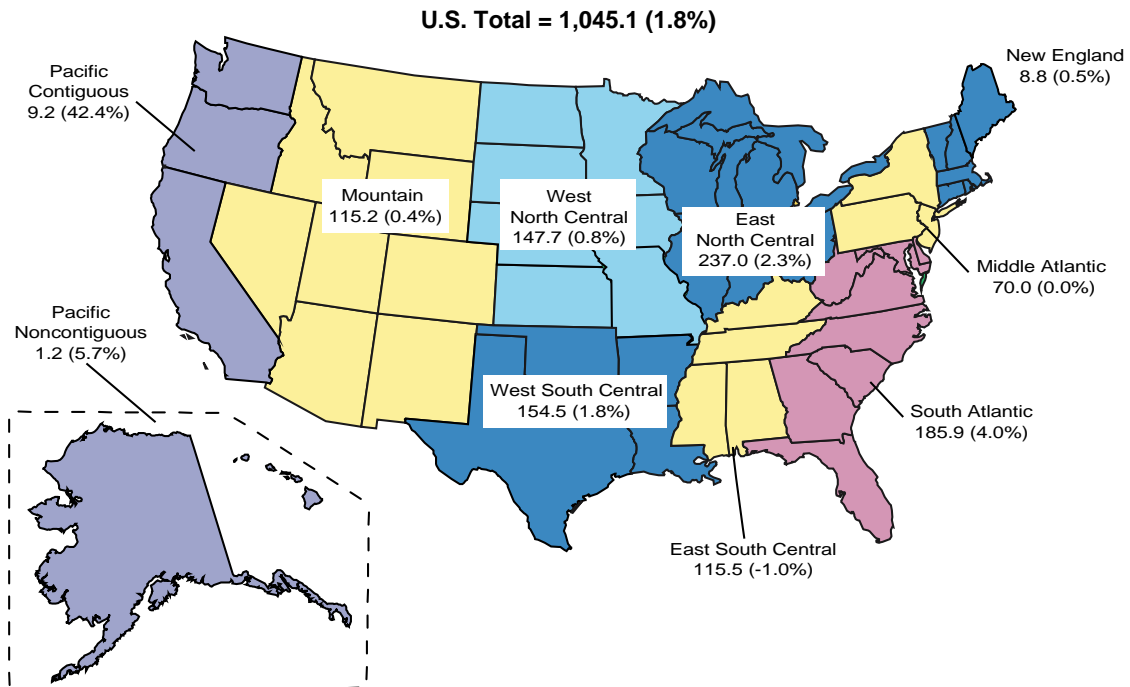 U.S. Total = 1,045.1 (1.8%)
Pacific
Contiguous
9.2 (42.4%)
New England
8.8 (0.5%)
Mountain
115.2 (0.4%)
West
North Central
147.7 (0.8%)
East
North Central
237.0 (2.3%)
Middle Atlantic
70.0 (0.0%)
Pacific
Noncontiguous
1.2 (5.7%)
West South Central
154.5 (1.8%)
South Atlantic
185.9 (4.0%)
East South Central
115.5 (-1.0%)